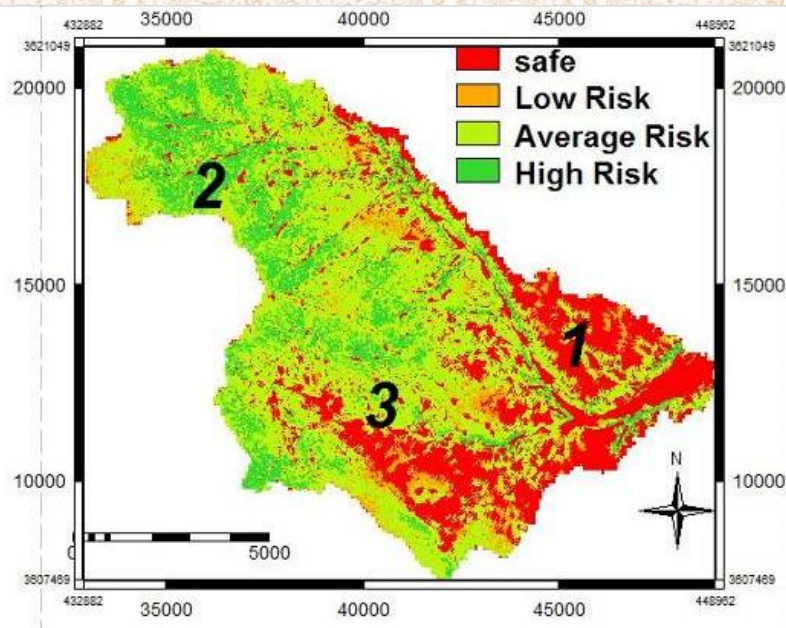 432882 35000 40000 45000 448962
3621049 3621049
20000 20000
safe
Low Risk
Average Risk
High Risk
2
15000 15000
1
3
10000 10000
N
0 5000
3607469 3607469
432882 35000 40000 45000 448962